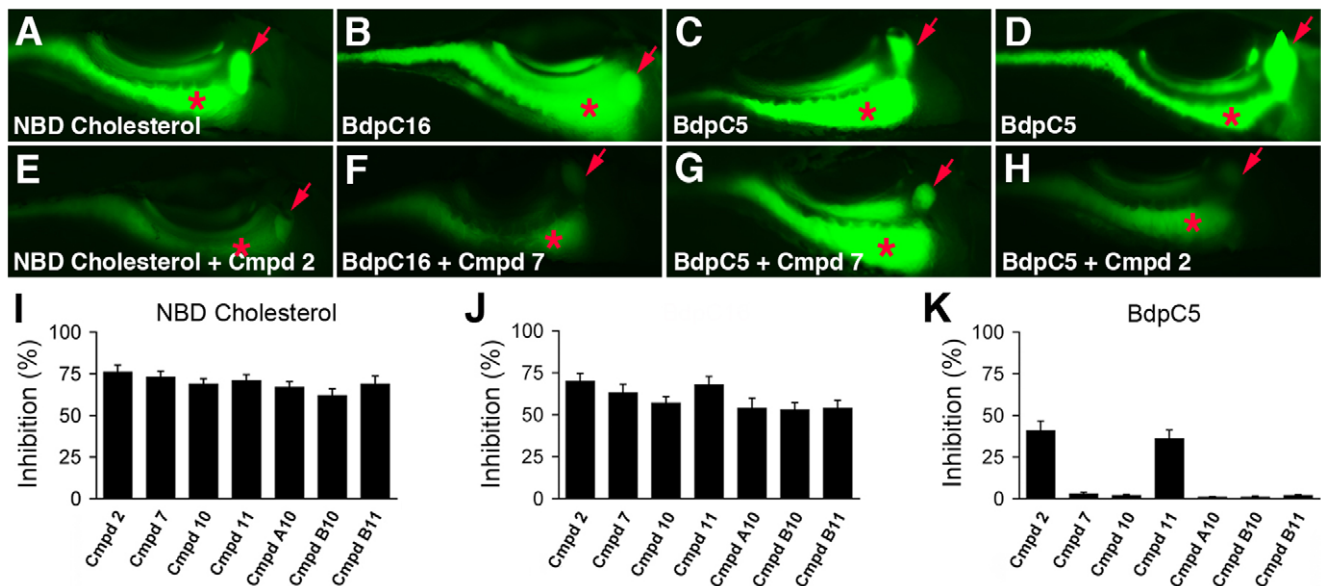 A
B
C
D
NBD Cholesterol
BdpC16
BdpC5
BdpC5
E
F
G
H
NBD Cholesterol + Cmpd 2
BdpC16 + Cmpd 7
BdpC5 + Cmpd 7
BdpC5 + Cmpd 2
I
NBD Cholesterol
Inhibition (%)
100
75
50
25
0
Cmpd 2
Cmpd 7
Cmpd 10
Cmpd 11
Cmpd A10
Cmpd B10
Cmpd B11
J
Inhibition (%)
100
75
50
25
0
Cmpd 2
Cmpd 7
Cmpd 10
Cmpd 11
Cmpd A10
Cmpd B10
Cmpd B11
K
BdpC5
Inhibition (%)
100
75
50
25
0
Cmpd 2
Cmpd 7
Cmpd 10
Cmpd 11
Cmpd A10
Cmpd B10
Cmpd B11